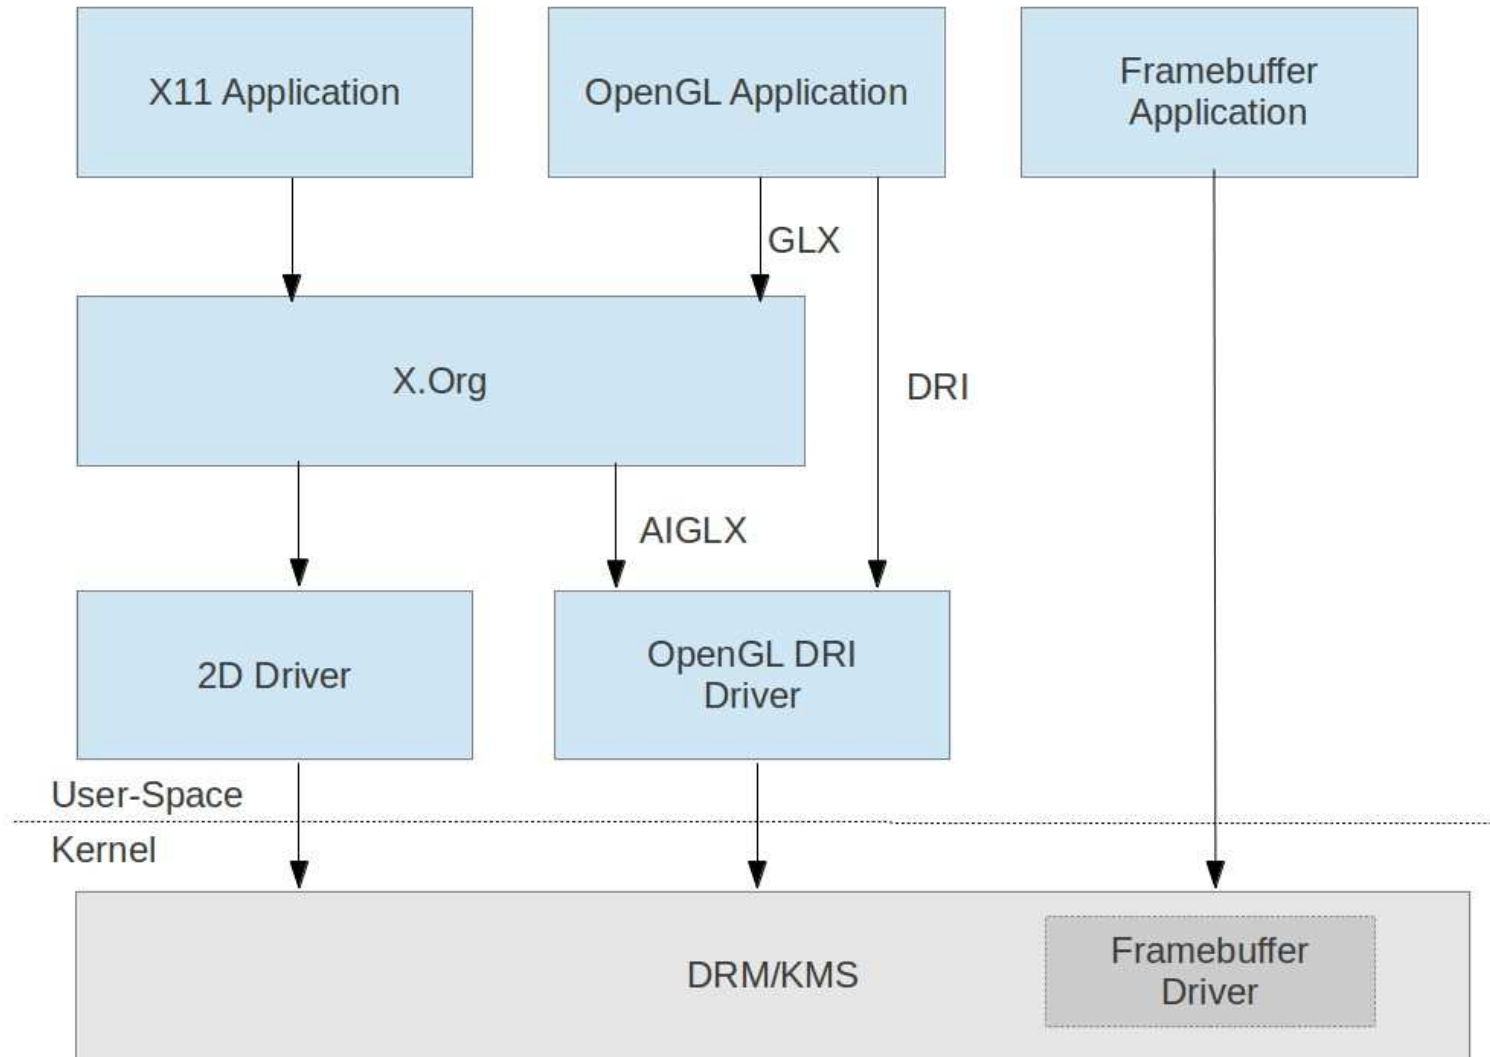 X11 Application
OpenGL Application
Framebuffer
Application
GLX
X.Org
DRI
AIGLX
2D Driver
OpenGL DRI
Driver
User-Space
Kernel
DRM/KMS
Framebuffer
Driver